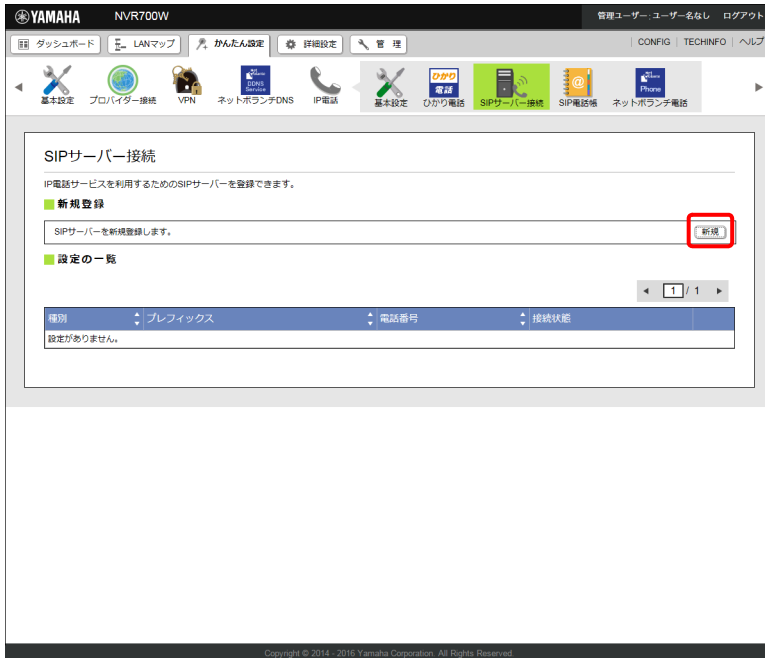 YAMAHA NVR700W 管理ユーザー:ユーザー名なし ログアウト
ダッシュボード LANマップ かんたん設定 詳細設定 管 理 | CONFIG | TECHINFO | ヘルプ
ひかり 電話
DDNS Service
Phone
基本設定 プロバイダー接続 VPN ネットボランチDNS IP電話 基本設定 ひかり電話 SIPサーバー接続 SIP電話帳 ネットボランチ電話
SIPサーバー接続
IP電話サービスを利用するためのSIPサーバーを登録できます。
新規登録
SIPサーバーを新規登録します。 新規
設定の一覧
1 / 1
種別 プレフィックス 電話番号 接続状態
設定がありません。
Copyright © 2014 - 2016 Yamaha Corporation. All Rights Reserved.